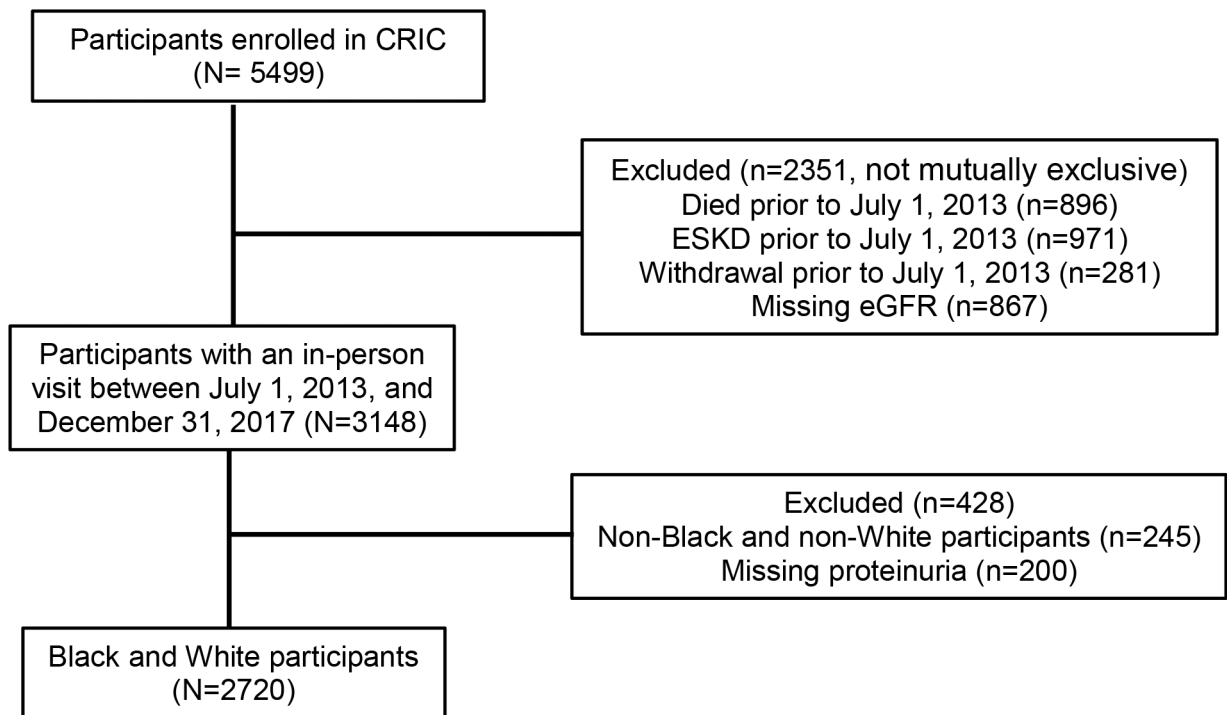 Participants enrolled in CRIC
(N= 5499)
Excluded (n=2351, not mutually exclusive)
Died prior to July 1, 2013 (n=896)
ESKD prior to July 1, 2013 (n=971)
Withdrawal prior to July 1, 2013 (n=281)
Missing eGFR (n=867)
Participants with an in-person
visit between July 1, 2013, and
December 31, 2017 (N=3148)
Excluded (n=428)
Non-Black and non-White participants (n=245)
Missing proteinuria (n=200)
Black and White participants
(N=2720)